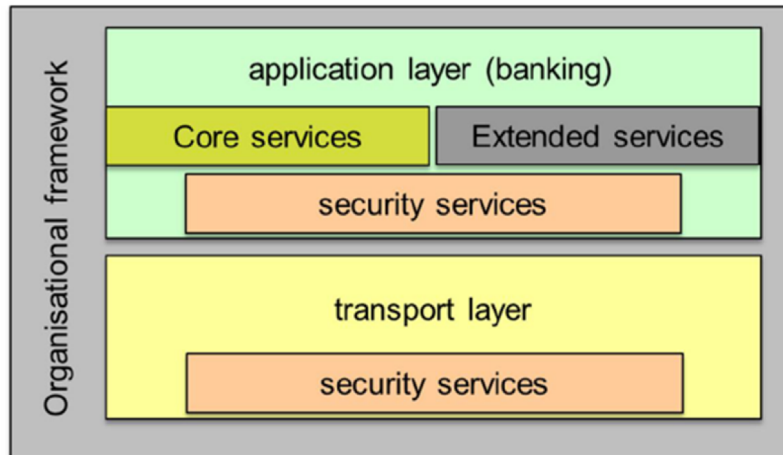 Organisational framework
application layer (banking)
Core services
Extended services
security services
transport layer
security services